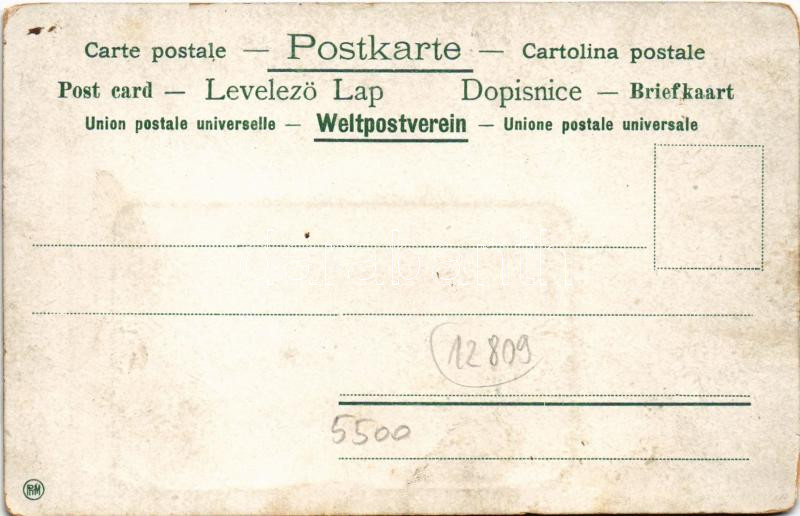 Carte postale — Postkarte — Cartolina postale
Post card — Levelezö Lap Dopisnice — Briefkaart
Union postale universelle — Weltpostverein — Unione postale universale
12809
5500